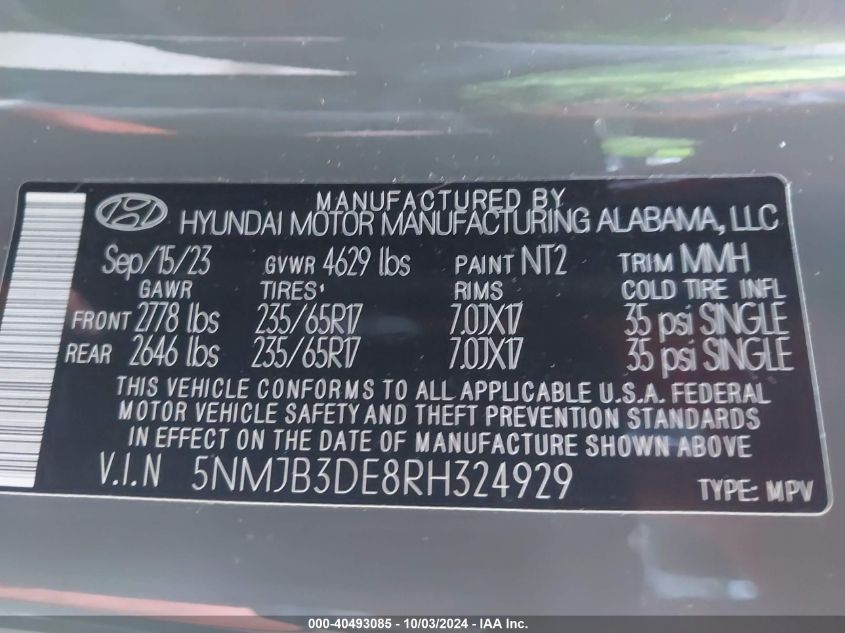 MANUFACTURED BY
HYUNDAI MOTOR MANUFACTURING ALABAMA, LLC
Sep/15/23 GVWR 4629 lbs PAINT NT2 TRIM MMH
GAWR TIRES' RIMS COLD TIRE INFL
FRONT 2778 lbs 235/65R17 7.0JX17 35 psi SINGLE
REAR 2646 lbs 235/65R17 7.0JX17 35 psi SINGLE
THIS VEHICLE CONFORMS TO ALL APPLICABLE U.S.A. FEDERAL
MOTOR VEHICLE SAFETY AND THEFT PREVENTION STANDARDS
IN EFFECT ON THE DATE OF MANUFACTURE SHOWN ABOVE
V.I.N 5NMJB3DE8RH324929 TYPE: MPV
000-40493085 - 10/03/2024 - IAA Inc.